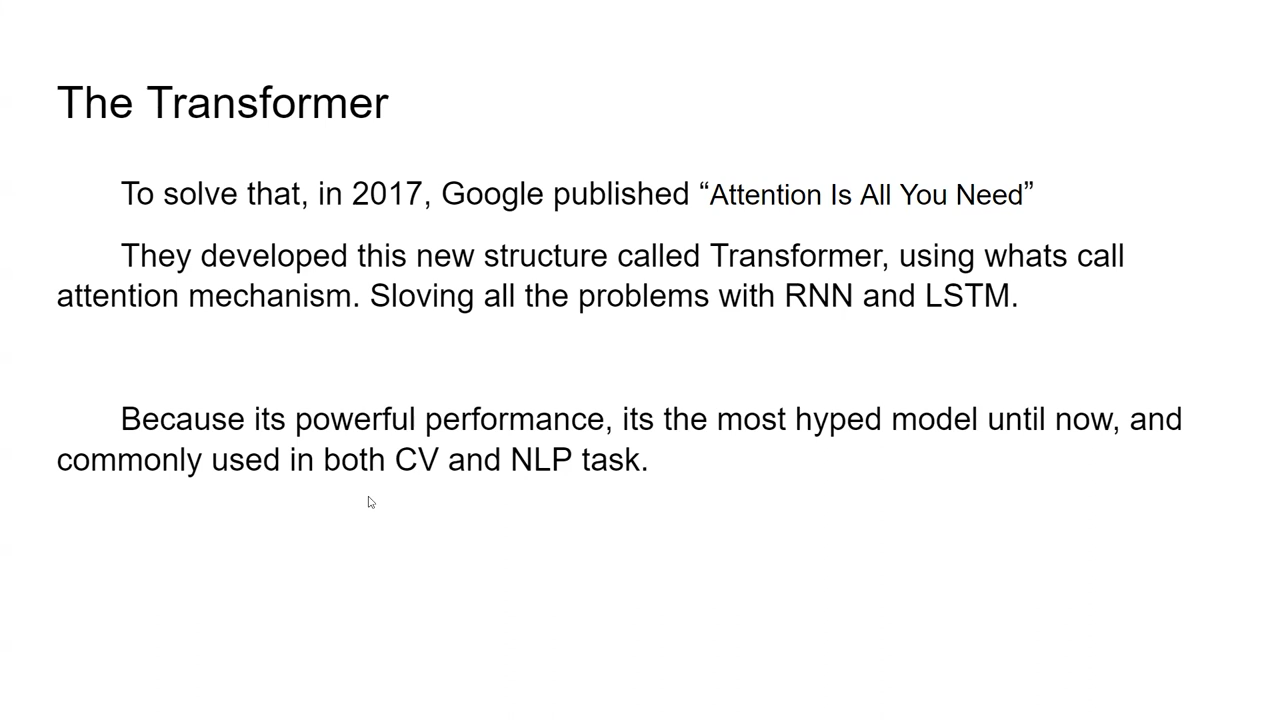 The Transformer
To solve that, in 2017, Google published “Attention Is All You Need”
They developed this new structure called Transformer, using whats call
attention mechanism. Sloving all the problems with RNN and LSTM.
Because its powerful performance, its the most hyped model until now, and
commonly used in both CV and NLP task.